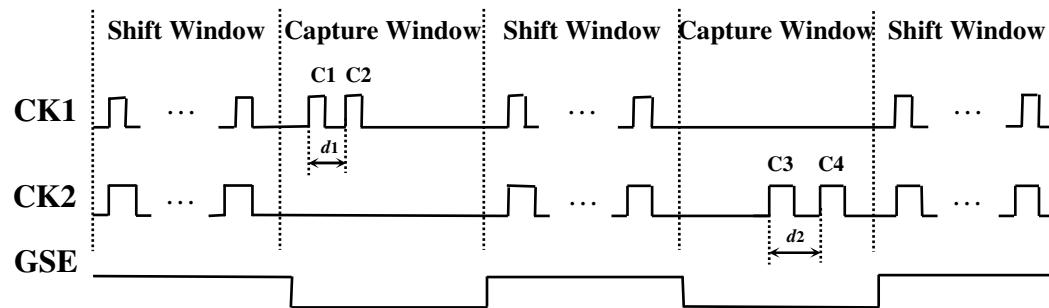 Shift Window Capture Window Shift Window Capture Window Shift Window
C1 C2
CK1 ... ... ...
d1
C3 C4
CK2 ... ... ...
d2
GSE